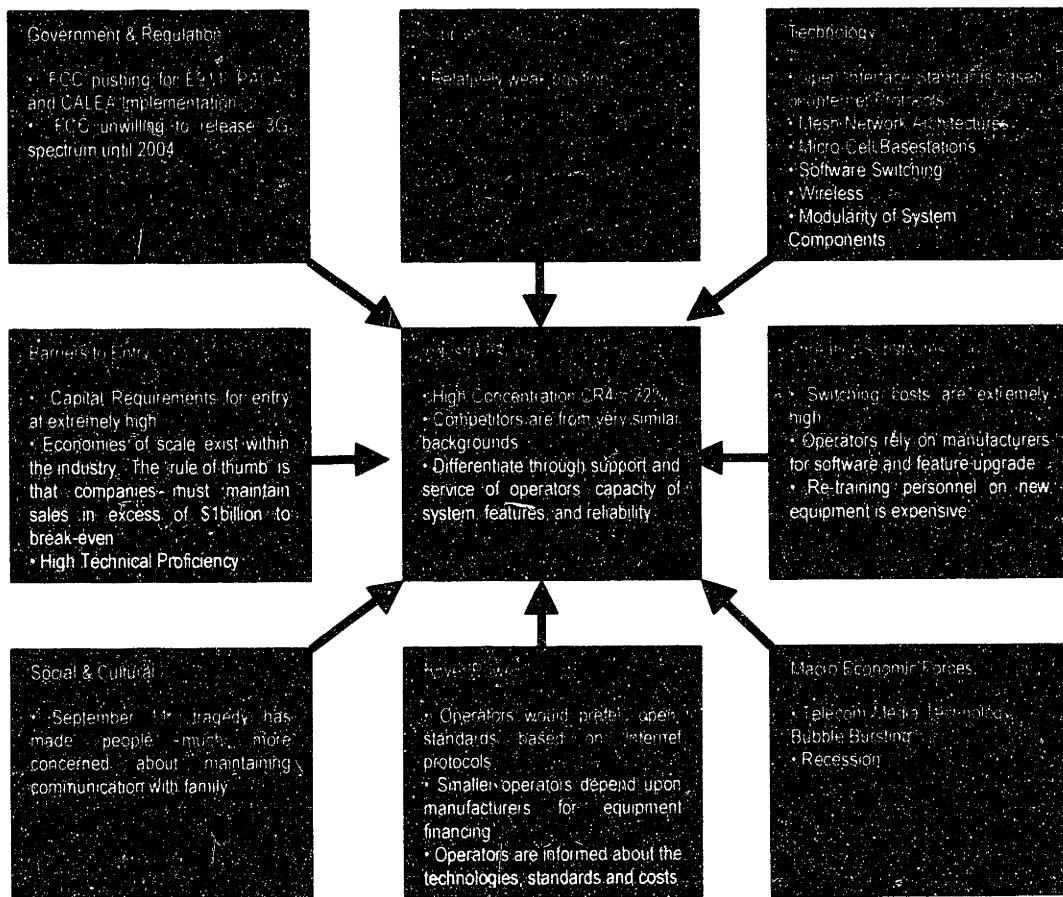 Government & Regulation
• FCC pushing for E911, PACA,
and CALEA Implementation
• FCC unwilling to release 3G
spectrum until 2004
• Relatively weak position
Technology
• Open Interface Standards based
on Internet Protocols
• Mesh Network Architectures
• Micro Cell Basestations
• Software Switching
• Wireless
• Modularity of System
Components
Barriers to Entry
• Capital Requirements for entry
at extremely high
• Economies of scale exist within
the industry. The rule of thumb is
that companies must maintain
sales in excess of $1billion to
break-even
• High Technical Proficiency
Industry
• High Concentration CR4 72%
• Competitors are from very similar
backgrounds
• Differentiate through support and
service of operators capacity of
system, features, and reliability
• Switching costs are extremely
high
• Operators rely on manufacturers
for software and feature upgrade
• Re-training personnel on new
equipment is expensive
Social & Cultural
• September tragedy has
made people much more
concerned about maintaining
communication with family
Buyer Power
• Operators would prefer open
standards based on internet
protocols
• Smaller operators depend upon
manufacturers for equipment
financing
• Operators are informed about the
technologies, standards and costs
Macro Economic Forces
• Telecom Media Technology
Bubble Bursting
• Recession